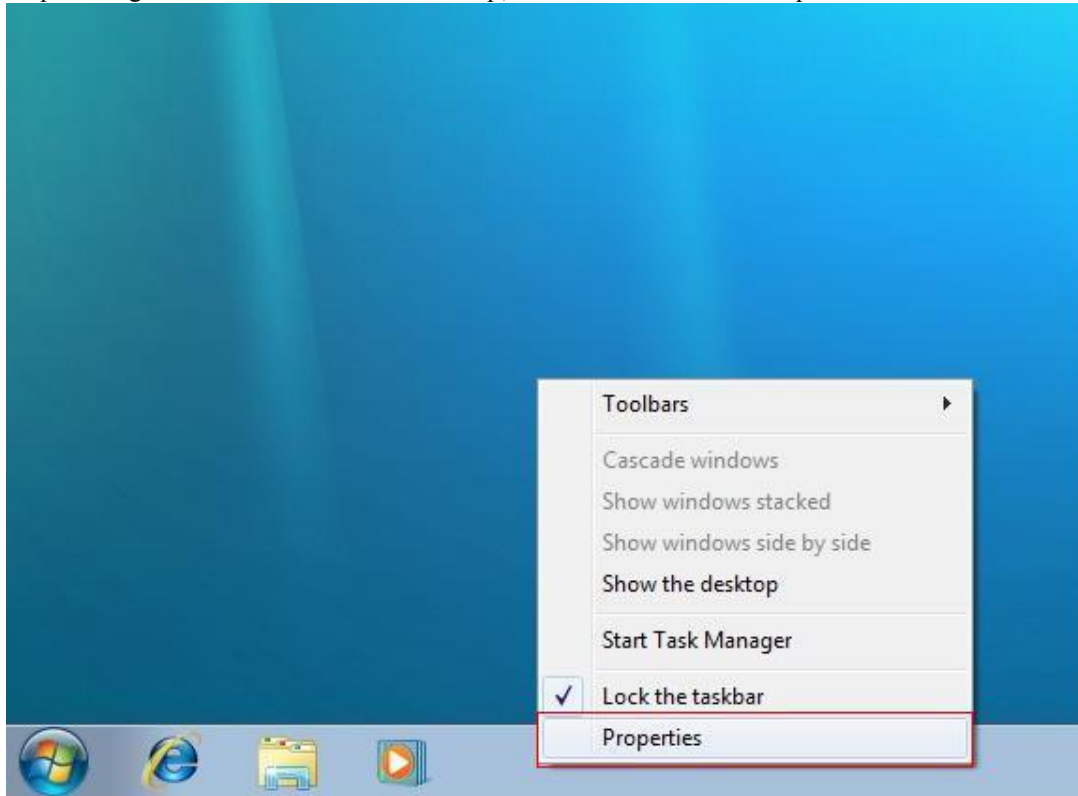 Toolbars
Cascade windows
Show windows stacked
Show windows side by side
Show the desktop
Start Task Manager
Lock the taskbar
Properties